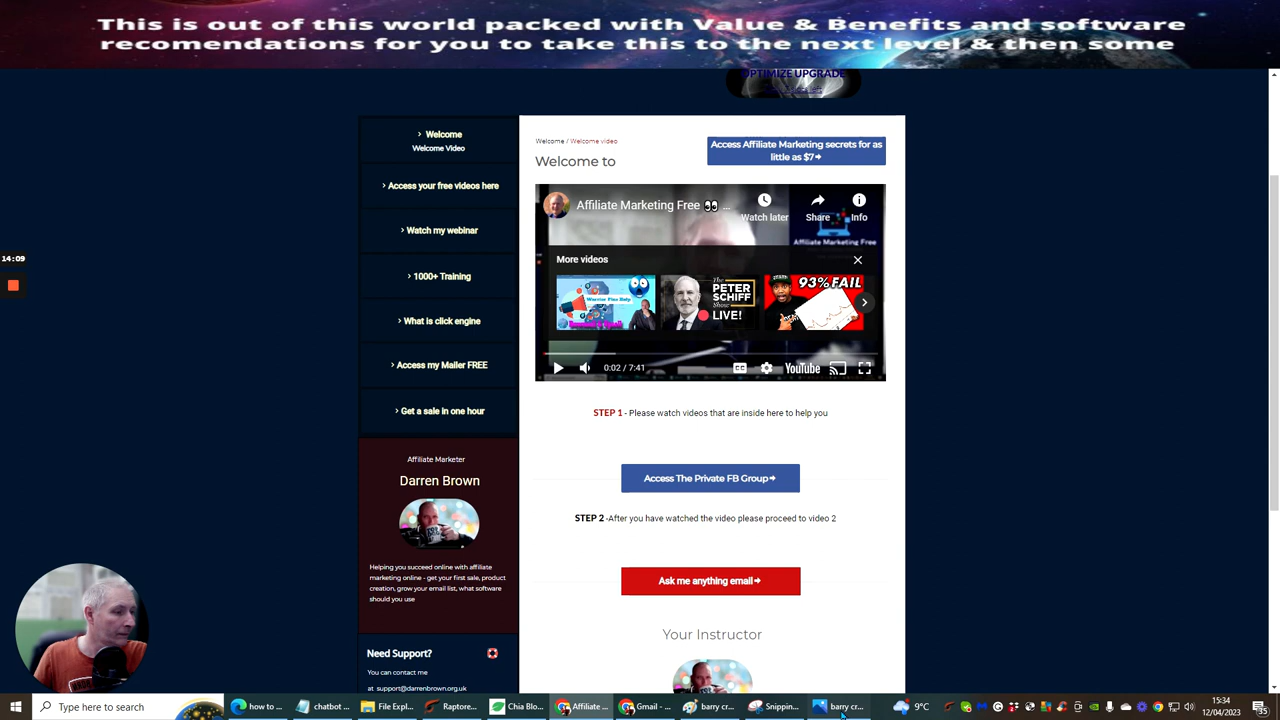 This is out of this world packed with Value & Benefits and software
recomendations for you to take this to the next level & then some
OPTIMIZE UPGRADE
> Welcome
Welcome Video
> Access your free videos here
> Watch my webinar
> 1000+ Training
> What is click engine
> Access my Mailer FREE
> Get a sale in one hour
Affiliate Marketer
Darren Brown
Helping you succeed online with affiliate
marketing online - get your first sale, product
creation, grow your email list, what software
should you use
Need Support?
You can contact me
at support@darrenbrown.org.uk
Welcome / Welcome video
Welcome to
Access Affiliate Marketing secrets for as
little as $7
Affiliate Marketing Free 👀 ...
Watch later
Share
Info
Affiliate Marketing Free
More videos
Warrior Plus Help
The
PETER
SCHIFF
Show
LIVE!
93% FAIL
0:02 / 7:41
CC
YouTube
STEP 1 - Please watch videos that are inside here to help you
Access The Private FB Group
STEP 2 -After you have watched the video please proceed to video 2
Ask me anything email
Your Instructor
14:09
Type here to search
how to ...
chatbot ...
File Expl...
Raptore...
Chia Blo...
Affiliate ...
Gmail - ...
barry cr...
Snippin...
barry cr...
9°C
15:34
12/04/2023